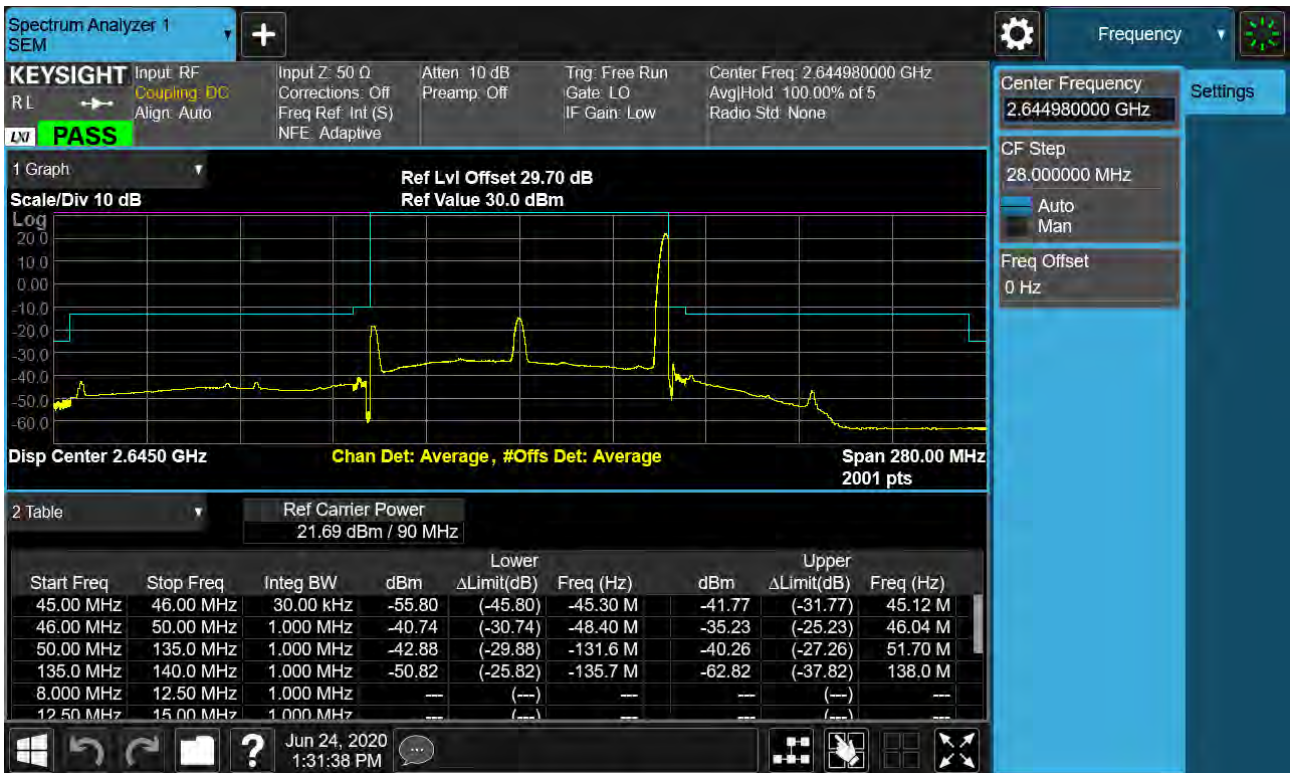 Spectrum Analyzer 1
SEM
+
Frequency
KEYSIGHT
R L
LXI PASS
Input: RF
Coupling: DC
Align: Auto
Input Z: 50 Ω
Corrections: Off
Freq Ref: Int (S)
NFE: Adaptive
Atten: 10 dB
Preamp: Off
Trig: Free Run
Gate: LO
IF Gain: Low
Center Freq: 2.644980000 GHz
Avg|Hold: 100.00% of 5
Radio Std: None
Center Frequency
2.644980000 GHz
Settings
CF Step
28.000000 MHz
Auto
Man
Freq Offset
0 Hz
1 Graph
Scale/Div 10 dB
Ref Lvl Offset 29.70 dB
Ref Value 30.0 dBm
Log
20.0
10.0
0.00
-10.0
-20.0
-30.0
-40.0
-50.0
-60.0
Disp Center 2.6450 GHz
Chan Det: Average, #Offs Det: Average
Span 280.00 MHz
2001 pts
2 Table
Ref Carrier Power
21.69 dBm / 90 MHz
Lower Upper
Start Freq Stop Freq Integ BW dBm ΔLimit(dB) Freq (Hz) dBm ΔLimit(dB) Freq (Hz)
45.00 MHz 46.00 MHz 30.00 kHz -55.80 (-45.80) -45.30 M -41.77 (-31.77) 45.12 M
46.00 MHz 50.00 MHz 1.000 MHz -40.74 (-30.74) -48.40 M -35.23 (-25.23) 46.04 M
50.00 MHz 135.0 MHz 1.000 MHz -42.88 (-29.88) -131.6 M -40.26 (-27.26) 51.70 M
135.0 MHz 140.0 MHz 1.000 MHz -50.82 (-25.82) -135.7 M -62.82 (-37.82) 138.0 M
8.000 MHz 12.50 MHz 1.000 MHz --- (---) --- --- (---) ---
12.50 MHz 15.00 MHz 1.000 MHz --- (---) --- --- (---) ---
?
Jun 24, 2020
1:31:38 PM